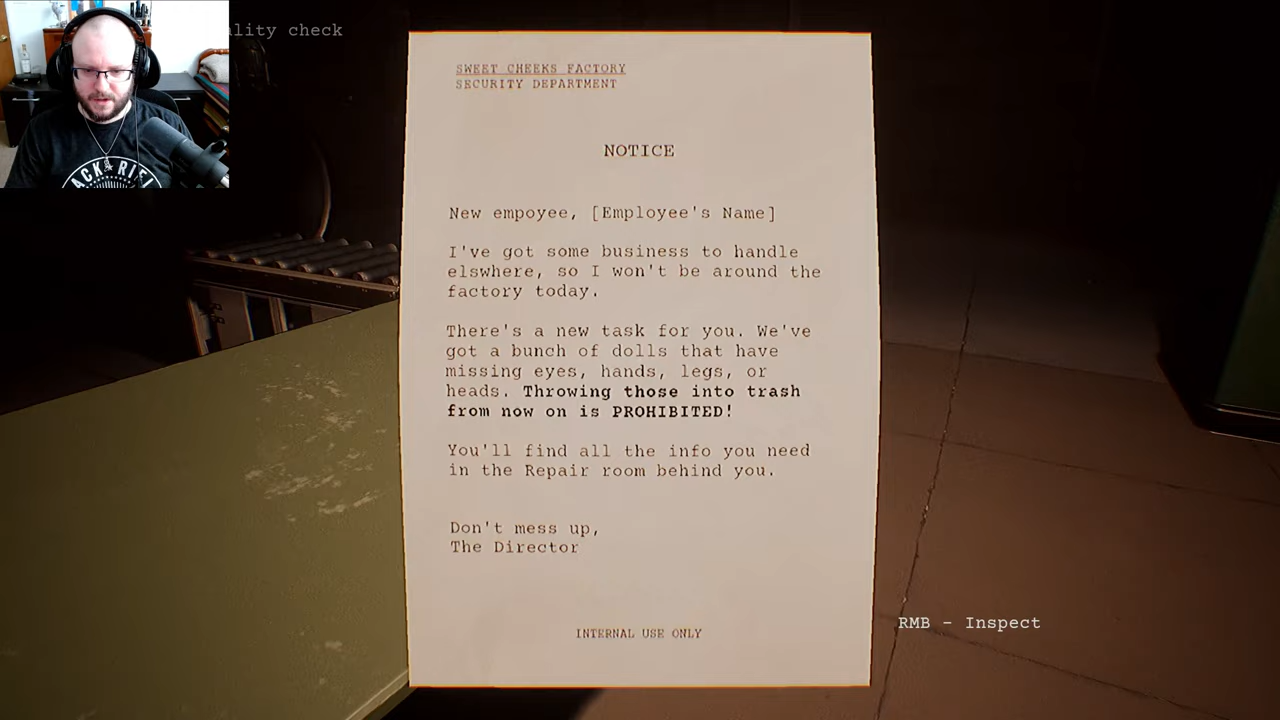 ality check
SWEET CHEEKS FACTORY
SECURITY DEPARTMENT
NOTICE
New empoyee, [Employee's Name]
I've got some business to handle
elswhere, so I won't be around the
factory today.
There's a new task for you. We've
got a bunch of dolls that have
missing eyes, hands, legs, or
heads. Throwing those into trash
from now on is PROHIBITED!
You'll find all the info you need
in the Repair room behind you.
Don't mess up,
The Director
RMB - Inspect
INTERNAL USE ONLY